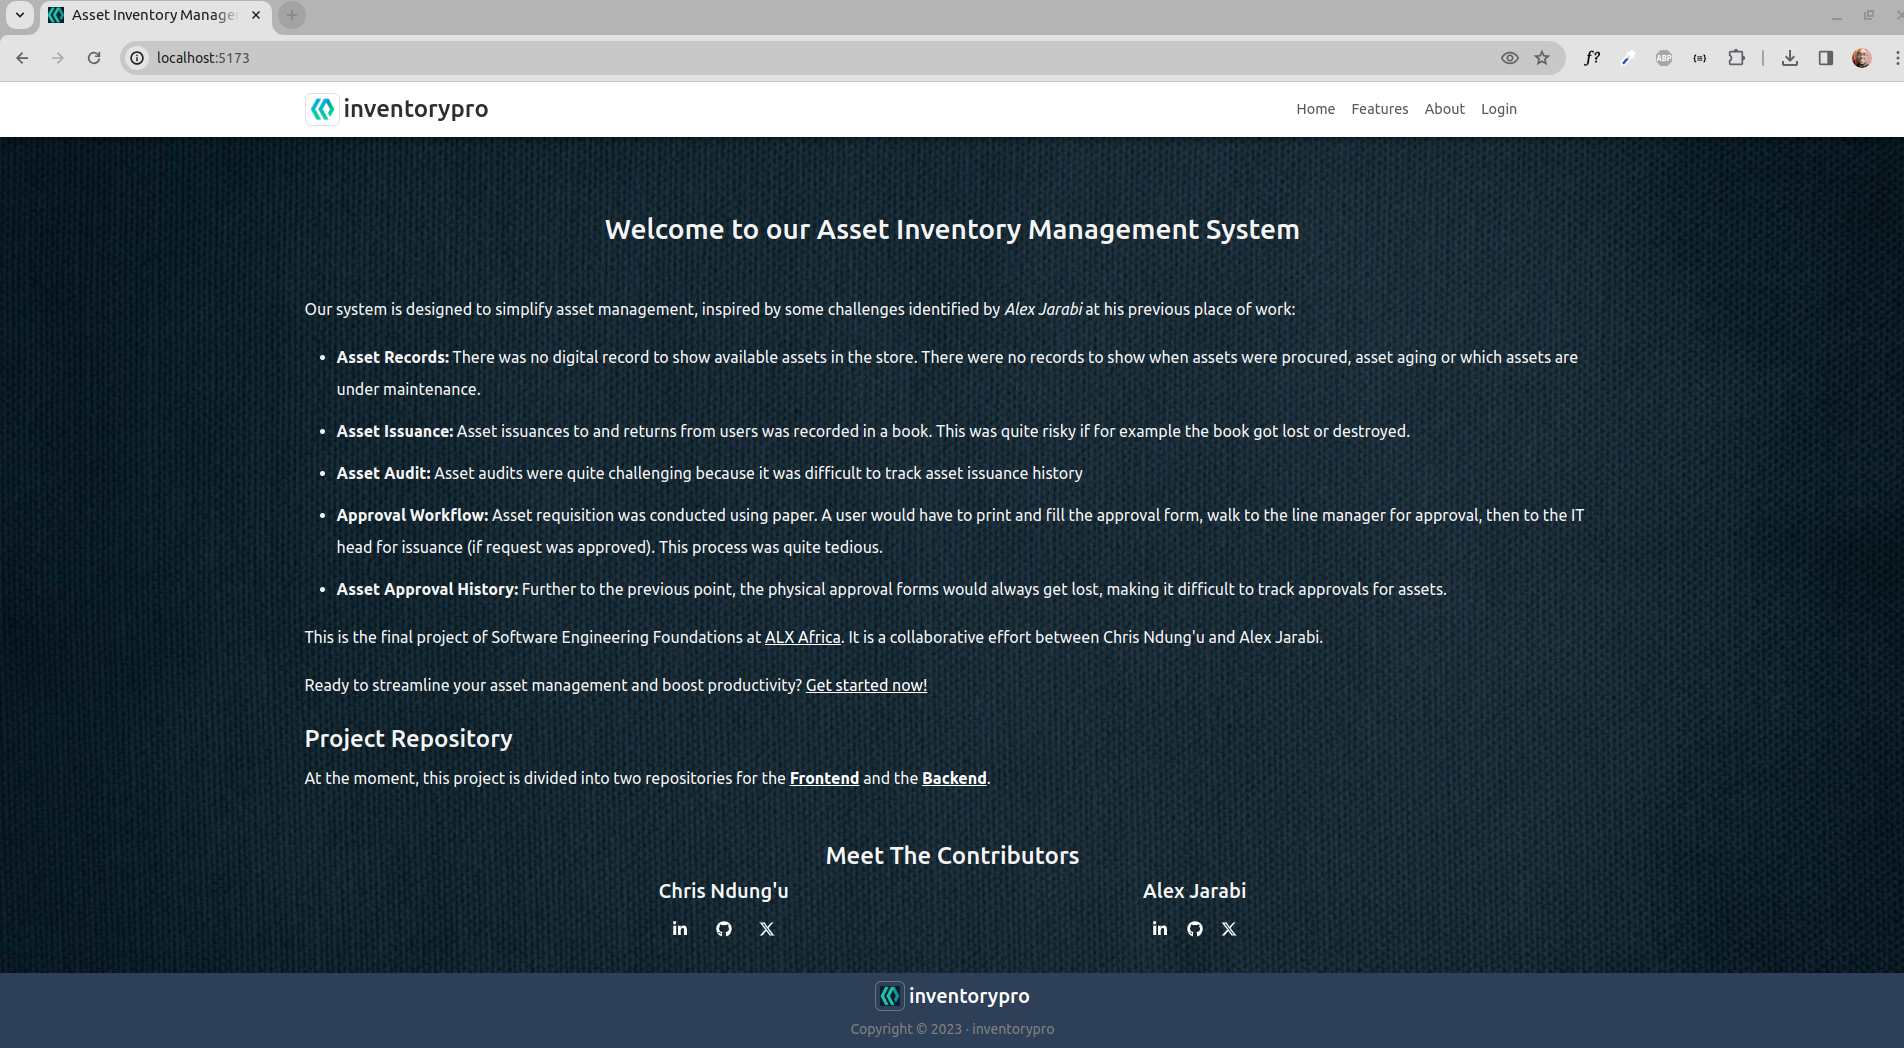 Asset Inventory Manage
localhost:5173
f?
ABP
{≡}
inventorypro
Home Features About Login
Welcome to our Asset Inventory Management System
Our system is designed to simplify asset management, inspired by some challenges identified by Alex Jarabi at his previous place of work:
• Asset Records: There was no digital record to show available assets in the store. There were no records to show when assets were procured, asset aging or which assets are
under maintenance.
• Asset Issuance: Asset issuances to and returns from users was recorded in a book. This was quite risky if for example the book got lost or destroyed.
• Asset Audit: Asset audits were quite challenging because it was difficult to track asset issuance history
• Approval Workflow: Asset requisition was conducted using paper. A user would have to print and fill the approval form, walk to the line manager for approval, then to the IT
head for issuance (if request was approved). This process was quite tedious.
• Asset Approval History: Further to the previous point, the physical approval forms would always get lost, making it difficult to track approvals for assets.
This is the final project of Software Engineering Foundations at ALX Africa. It is a collaborative effort between Chris Ndung'u and Alex Jarabi.
Ready to streamline your asset management and boost productivity? Get started now!
Project Repository
At the moment, this project is divided into two repositories for the Frontend and the Backend.
Meet The Contributors
Chris Ndung'u Alex Jarabi
in X in X
inventorypro
Copyright © 2023 · inventorypro